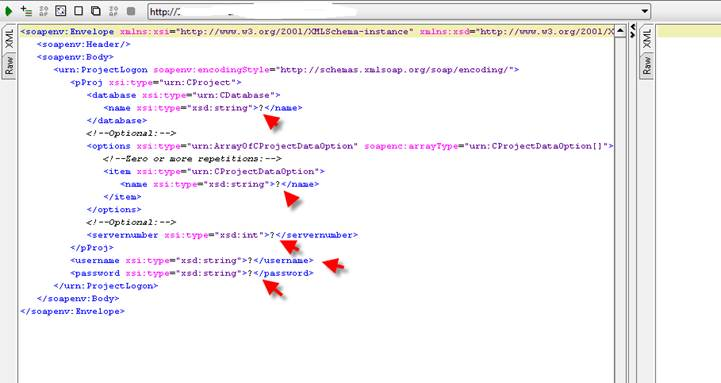 http://
XML
Raw
XML
Raw
<soapenv:Envelope xmlns:xsi="http://www.w3.org/2001/XMLSchema-instance" xmlns:xsd="http://www.w3.org/2001/X
<soapenv:Header/>
<soapenv:Body>
<urn:ProjectLogon soapenv:encodingStyle="http://schemas.xmlsoap.org/soap/encoding/">
<pProj xsi:type="urn:CProject">
<database xsi:type="urn:CDatabase">
<name xsi:type="xsd:string">?</name>
</database>
<!--Optional:-->
<options xsi:type="urn:ArrayOfCProjectDataOption" soapenc:arrayType="urn:CProjectDataOption[]">
<!--Zero or more repetitions:-->
<item xsi:type="urn:CProjectDataOption">
<name xsi:type="xsd:string">?</name>
</item>
</options>
<!--Optional:-->
<servernumber xsi:type="xsd:int">?</servernumber>
</pProj>
<username xsi:type="xsd:string">?</username>
<password xsi:type="xsd:string">?</password>
</urn:ProjectLogon>
</soapenv:Body>
</soapenv:Envelope>